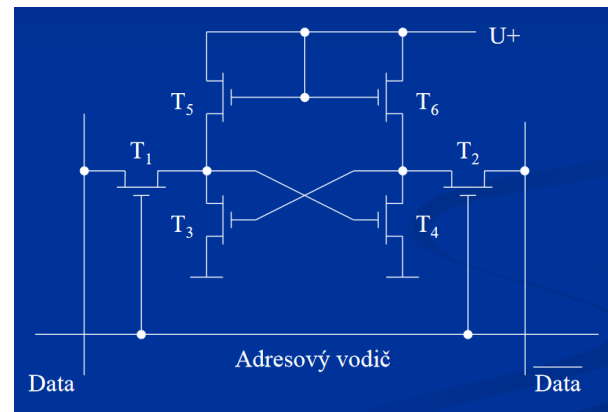 U+
T5
T6
T1
T2
T3
T4
Adresový vodič
Data
Data